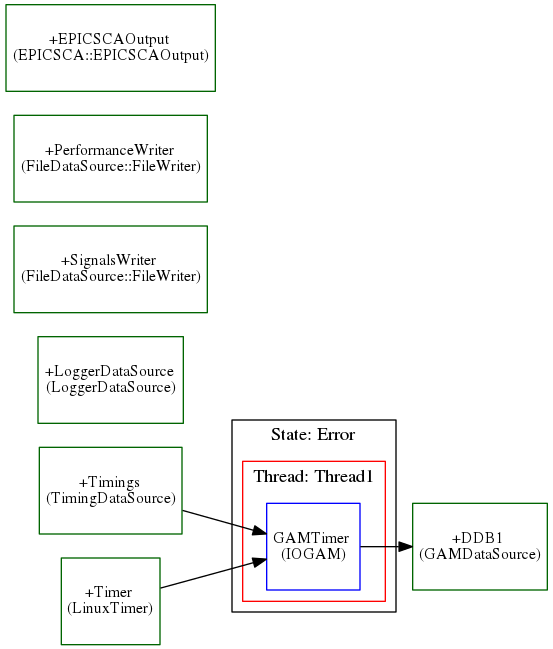 +EPICSCAOutput
(EPICSCA::EPICSCAOutput)
+PerformanceWriter
(FileDataSource::FileWriter)
+SignalsWriter
(FileDataSource::FileWriter)
+LoggerDataSource
(LoggerDataSource)
+Timings
(TimingDataSource)
+Timer
(LinuxTimer)
State: Error
Thread: Thread1
GAMTimer
(IOGAM)
+DDB1
(GAMDataSource)